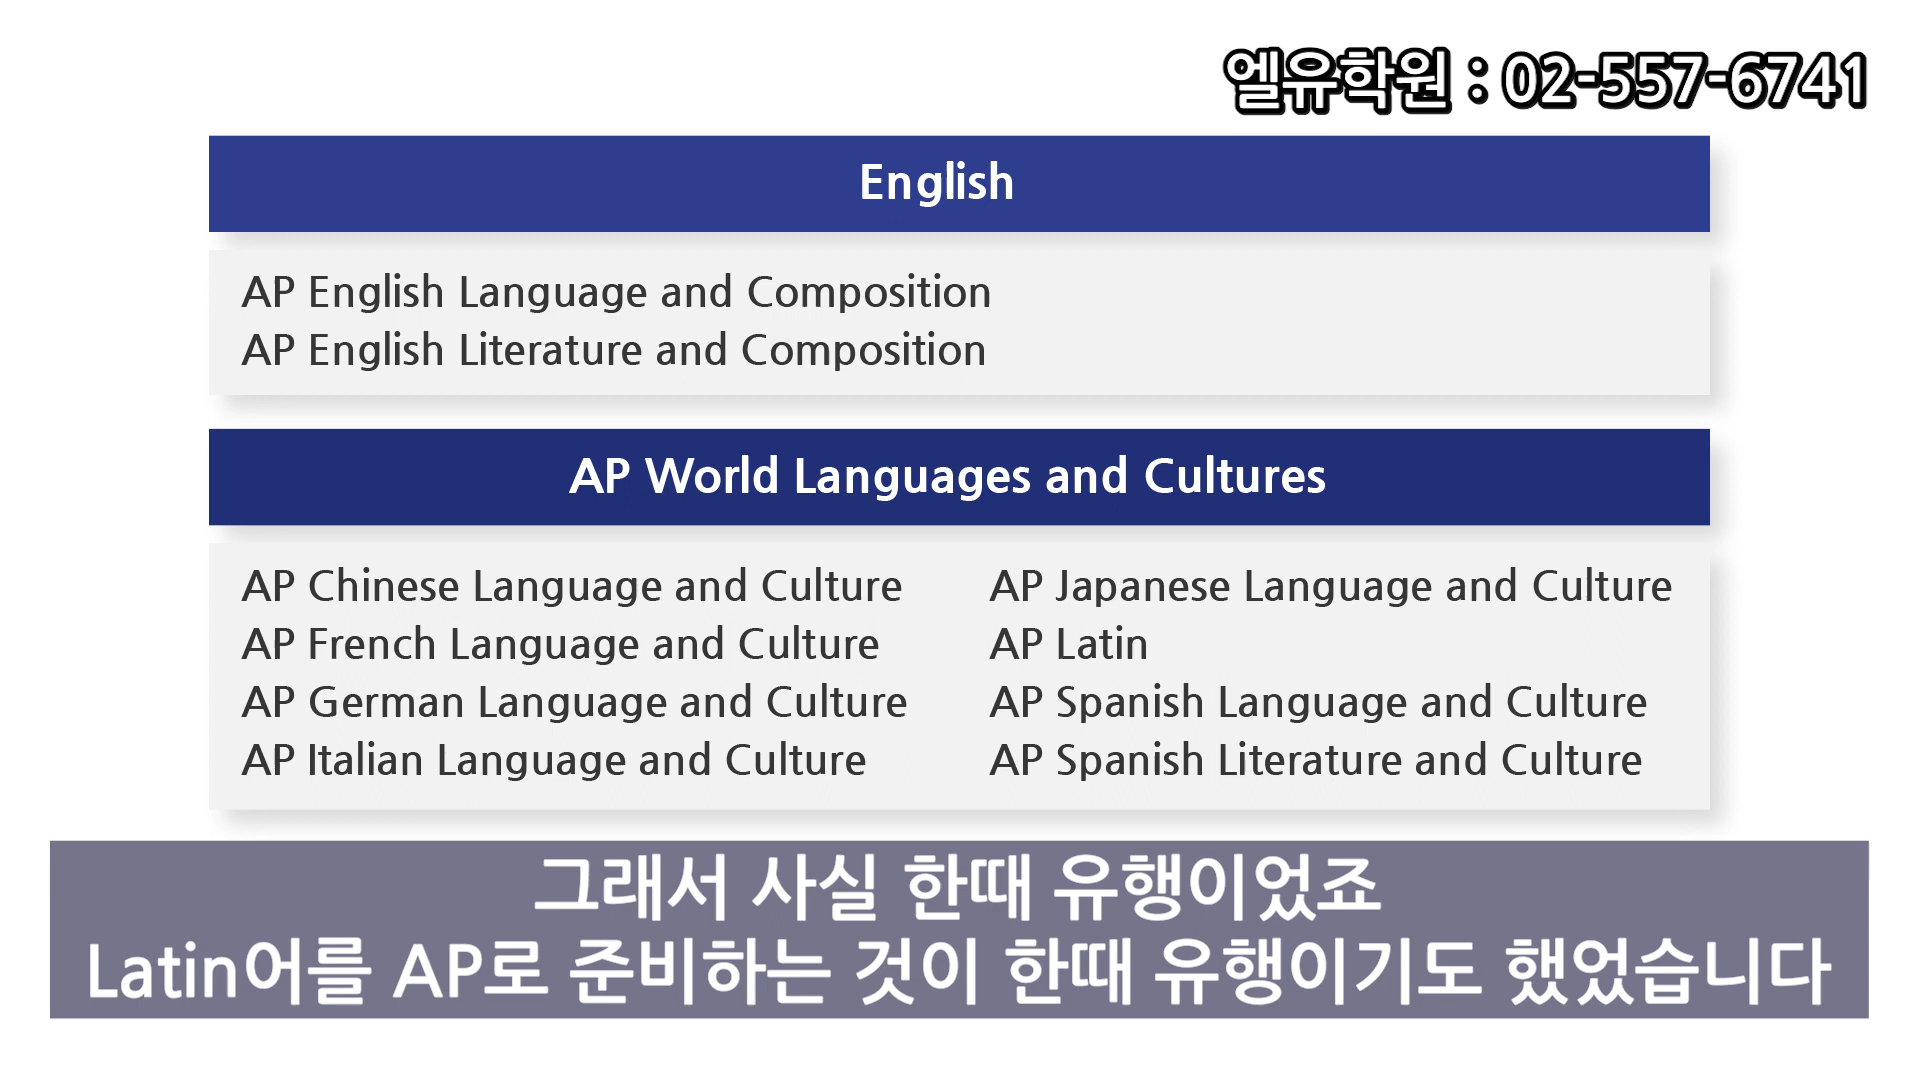 엘유학원 : 02-557-6741
English
AP English Language and Composition
AP English Literature and Composition
AP World Languages and Cultures
AP Chinese Language and Culture
AP French Language and Culture
AP German Language and Culture
AP Italian Language and Culture
AP Japanese Language and Culture
AP Latin
AP Spanish Language and Culture
AP Spanish Literature and Culture
그래서 사실 한때 유행이었죠
Latin어를 AP로 준비하는 것이 한때 유행이기도 했었습니다